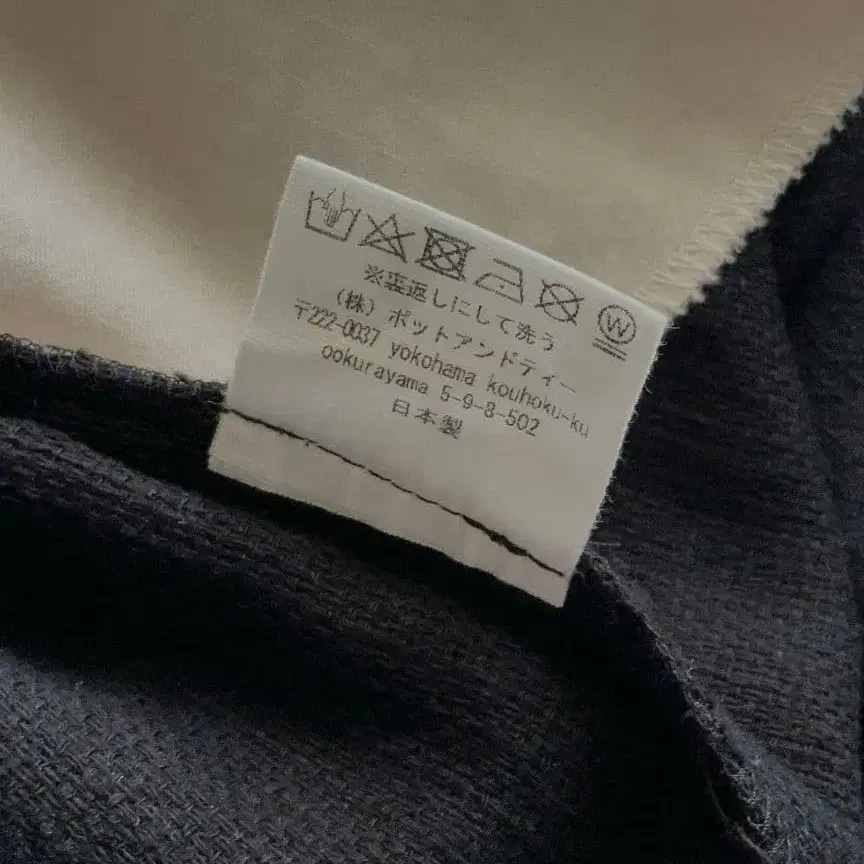 ※裏返しにして洗う
(株)ポットアンドティー
〒222-0037 yokohama kouhoku-ku
ookurayama 5-9-8-502
日本製
W